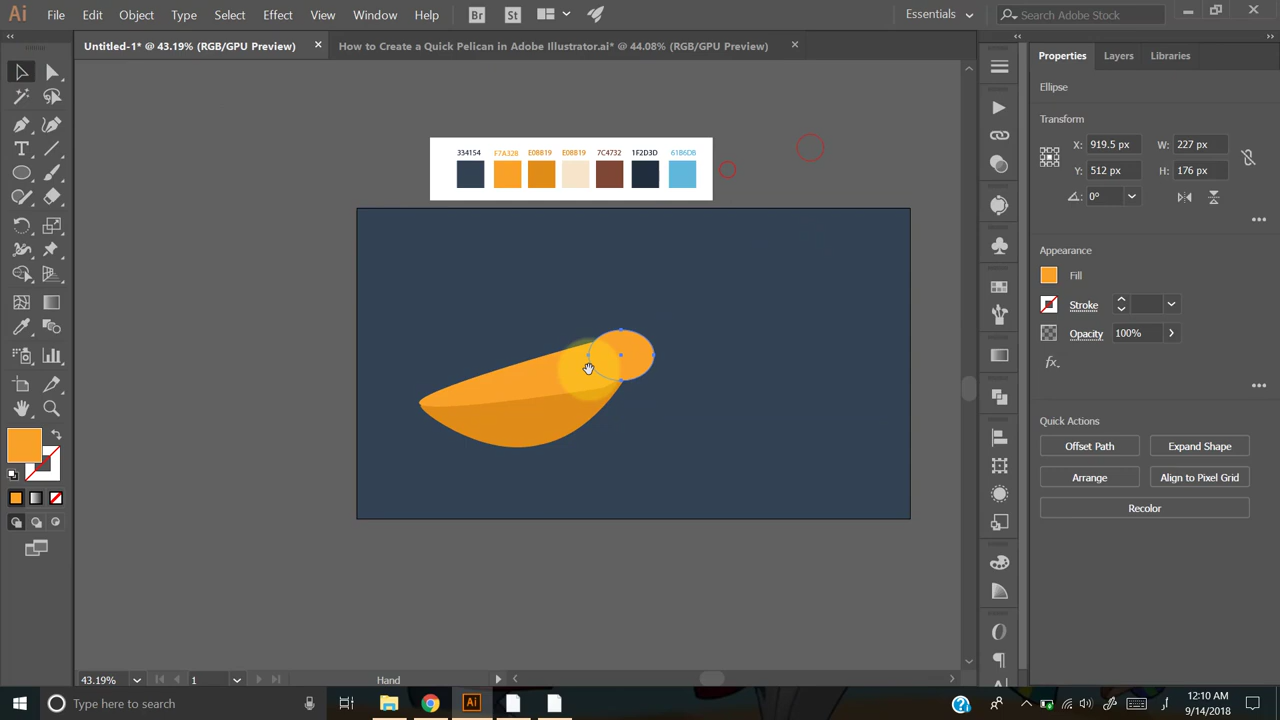 Ai File Edit Object Type Select Effect View Window Help Br St Essentials Search Adobe Stock
Untitled-1* @ 43.19% (RGB/GPU Preview) How to Create a Quick Pelican in Adobe Illustrator.ai* @ 44.08% (RGB/GPU Preview)
Properties Layers Libraries
Ellipse
Transform
X: 919.5 px W: 227 px
Y: 512 px H: 176 px
0°
Appearance
Fill
Stroke
Opacity 100%
fx.
Quick Actions
Offset Path Expand Shape
Arrange Align to Pixel Grid
Recolor
334154 F7A328 E08819 E08819 7C4732 1F2D3D 61B6DB
43.19% 1 Hand
Type here to search
Ai
12:10 AM
9/14/2018